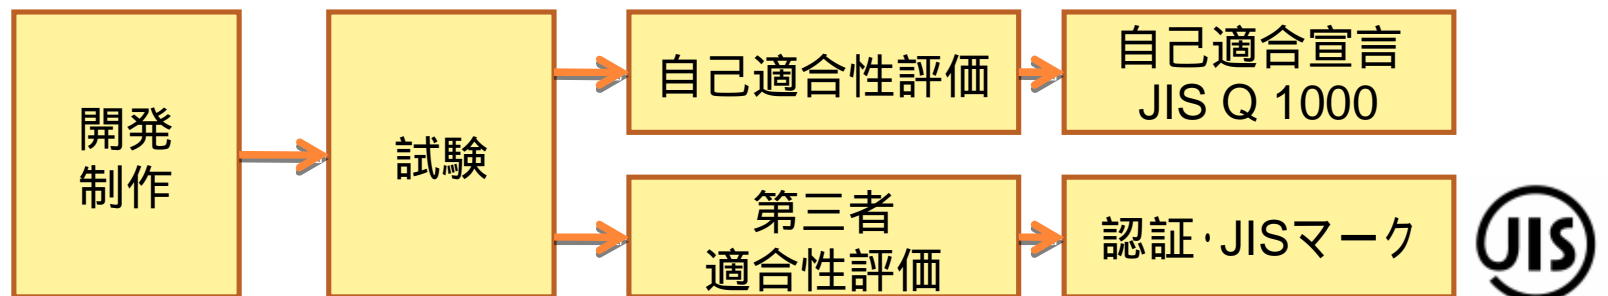 開発
制作
試験
自己適合性評価
自己適合宣言
JIS Q 1000
第三者
適合性評価
認証・JISマーク
JIS